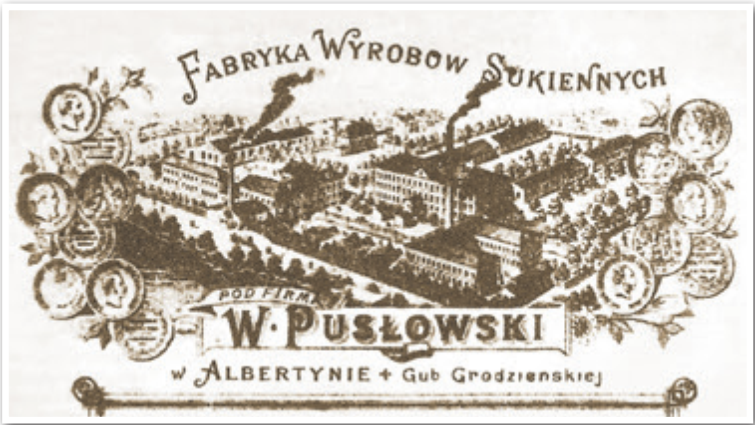 FABRYKA WYROBOW SUKIENNYCH
POD FIRMĄ
W. PUSŁOWSKI
w ALBERTYNIE + Gub Grodzienskiej